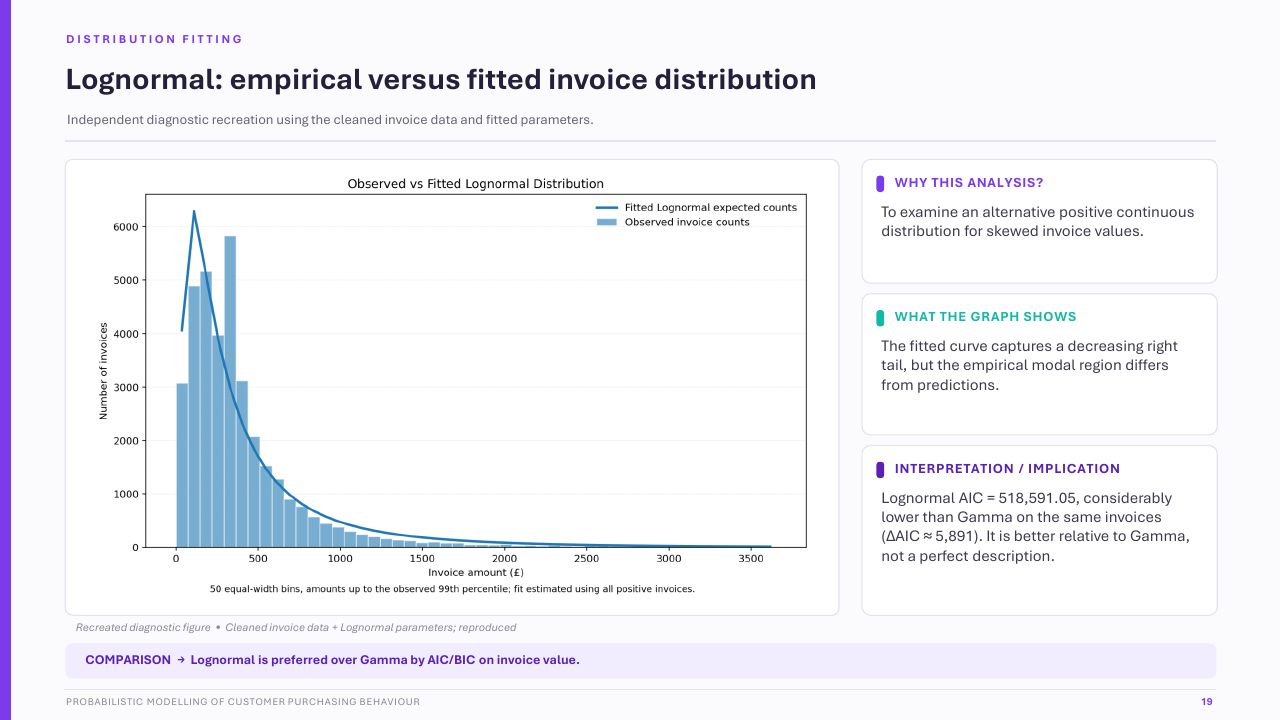 DISTRIBUTION FITTING
Lognormal: empirical versus fitted invoice distribution
Independent diagnostic recreation using the cleaned invoice data and fitted parameters.
Observed vs Fitted Lognormal Distribution
Fitted Lognormal expected counts
Observed invoice counts
Number of invoices
6000
5000
4000
3000
2000
1000
0
0 500 1000 1500 2000 2500 3000 3500
Invoice amount (£)
50 equal-width bins, amounts up to the observed 99th percentile; fit estimated using all positive invoices.
Recreated diagnostic figure • Cleaned invoice data + Lognormal parameters; reproduced
WHY THIS ANALYSIS?
To examine an alternative positive continuous
distribution for skewed invoice values.
WHAT THE GRAPH SHOWS
The fitted curve captures a decreasing right
tail, but the empirical modal region differs
from predictions.
INTERPRETATION / IMPLICATION
Lognormal AIC = 518,591.05, considerably
lower than Gamma on the same invoices
(ΔAIC ≈ 5,891). It is better relative to Gamma,
not a perfect description.
COMPARISON → Lognormal is preferred over Gamma by AIC/BIC on invoice value.
PROBABILISTIC MODELLING OF CUSTOMER PURCHASING BEHAVIOUR
19